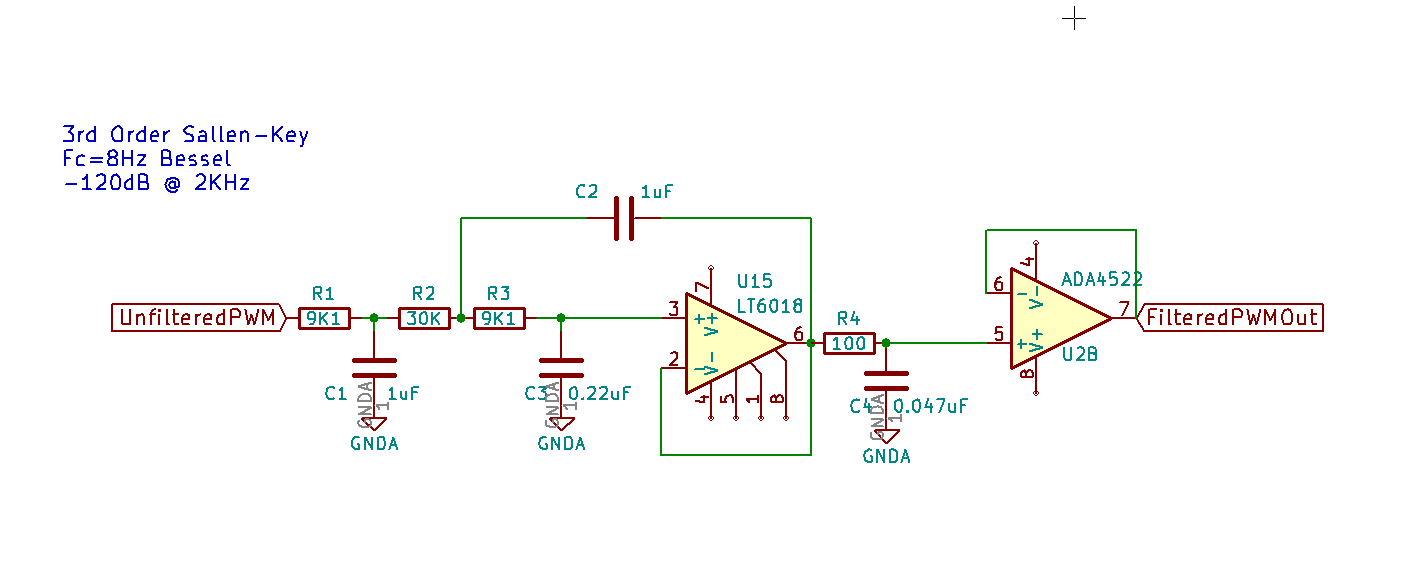 3rd Order Sallen-Key
Fc=8Hz Bessel
-120dB @ 2KHz
C2 1uF
U15
LT6018
ADA4522
U2B
R1
R2
R3
R4
UnfilteredPWM
9K1
30K
9K1
100
FilteredPWMOut
3
2
7
6
4
5
1
8
+
-
V+
V-
6
5
4
7
8
-
+
V-
V+
C1 1uF
C3 0.22uF
C4 0.047uF
GNDA
1
GNDA
1
GNDA
1
GNDA
GNDA
GNDA